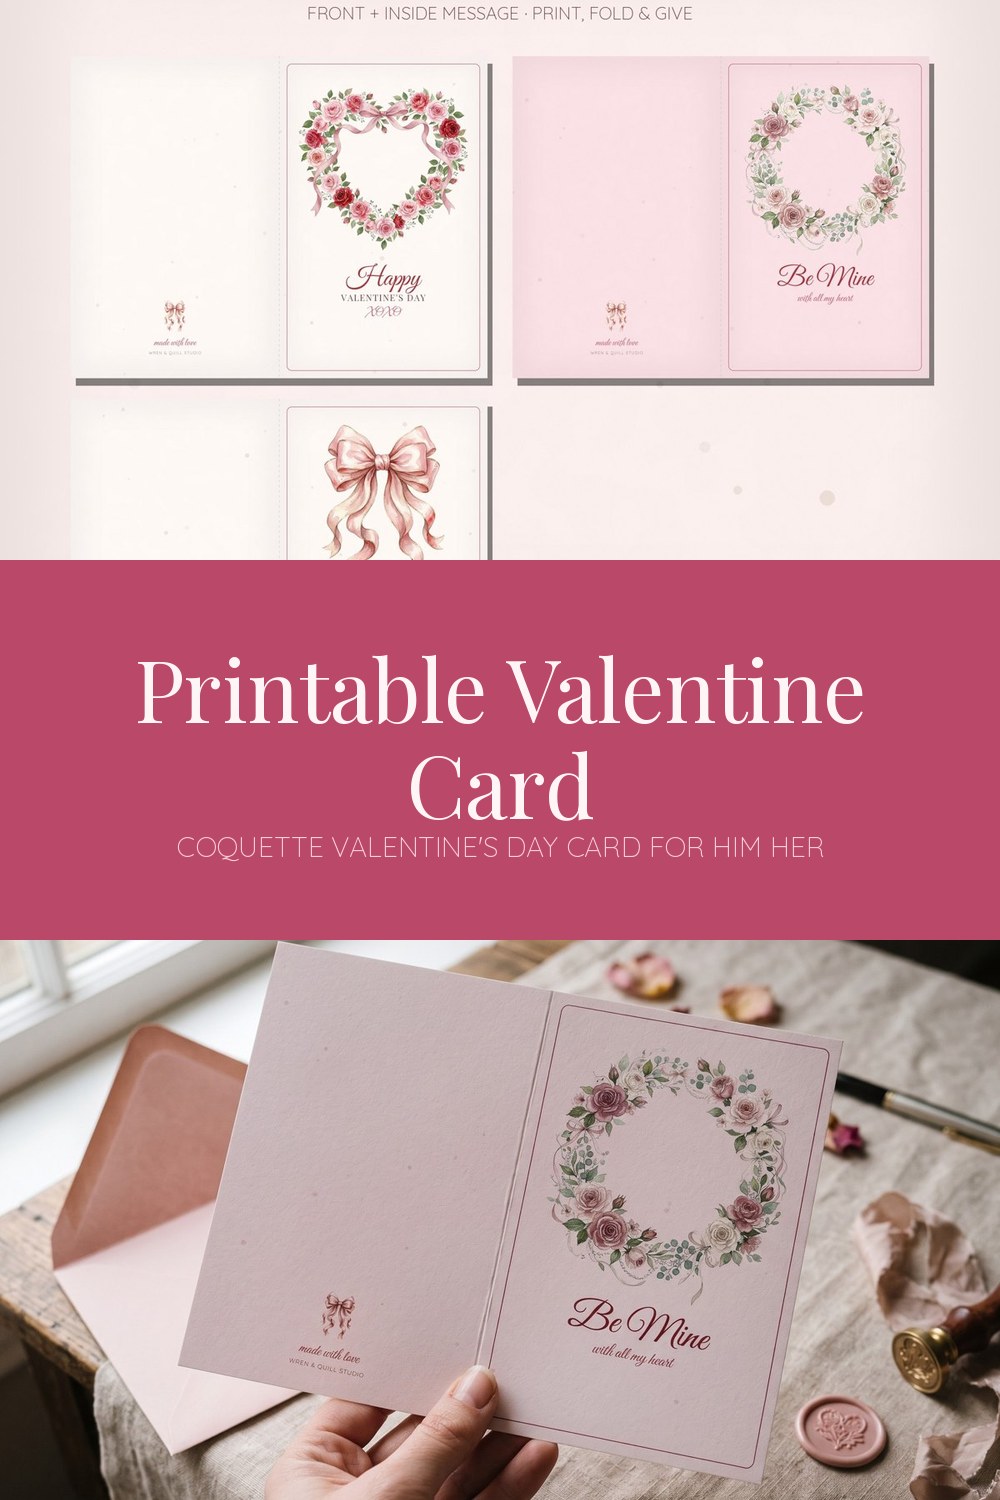 FRONT + INSIDE MESSAGE · PRINT, FOLD & GIVE
Happy
VALENTINE'S DAY
XOXO
made with love
WREN & QUILL STUDIO
Be Mine
with all my heart
made with love
WREN & QUILL STUDIO
Printable Valentine
Card
COQUETTE VALENTINE'S DAY CARD FOR HIM HER
Be Mine
with all my heart
made with love
WREN & QUILL STUDIO